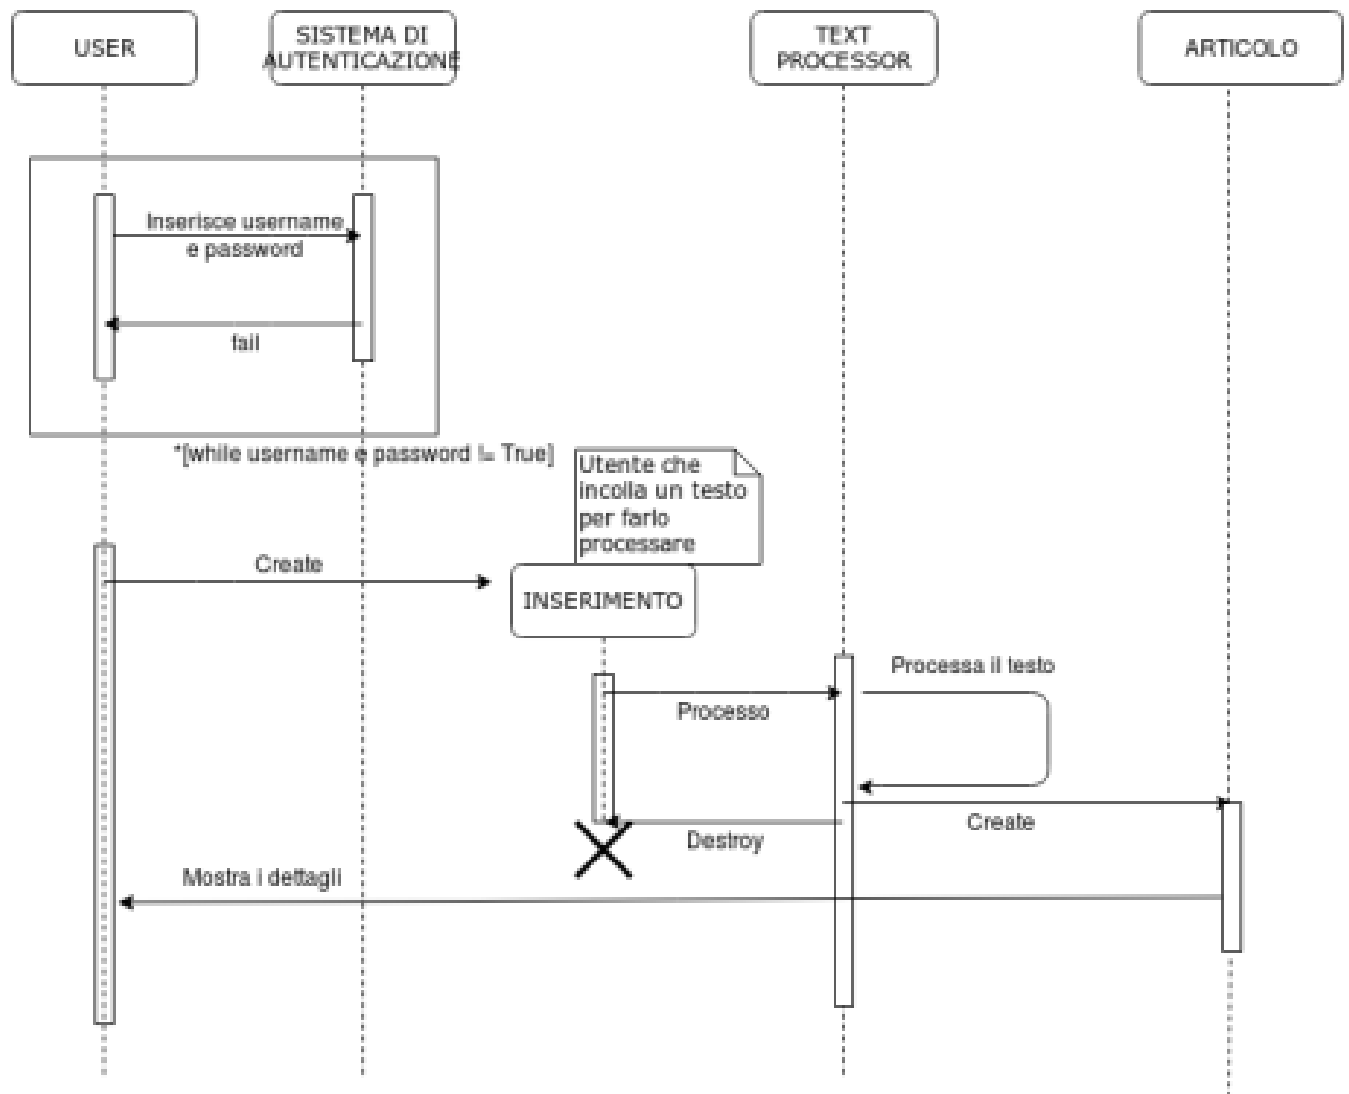 USER
SISTEMA DI
AUTENTICAZIONE
TEXT
PROCESSOR
ARTICOLO
Inserisce username
e password
fail
*[while username e password != True]
Utente che
incolla un testo
per farlo
processare
Create
INSERIMENTO
Processa il testo
Processo
Create
Destroy
Mostra i dettagli